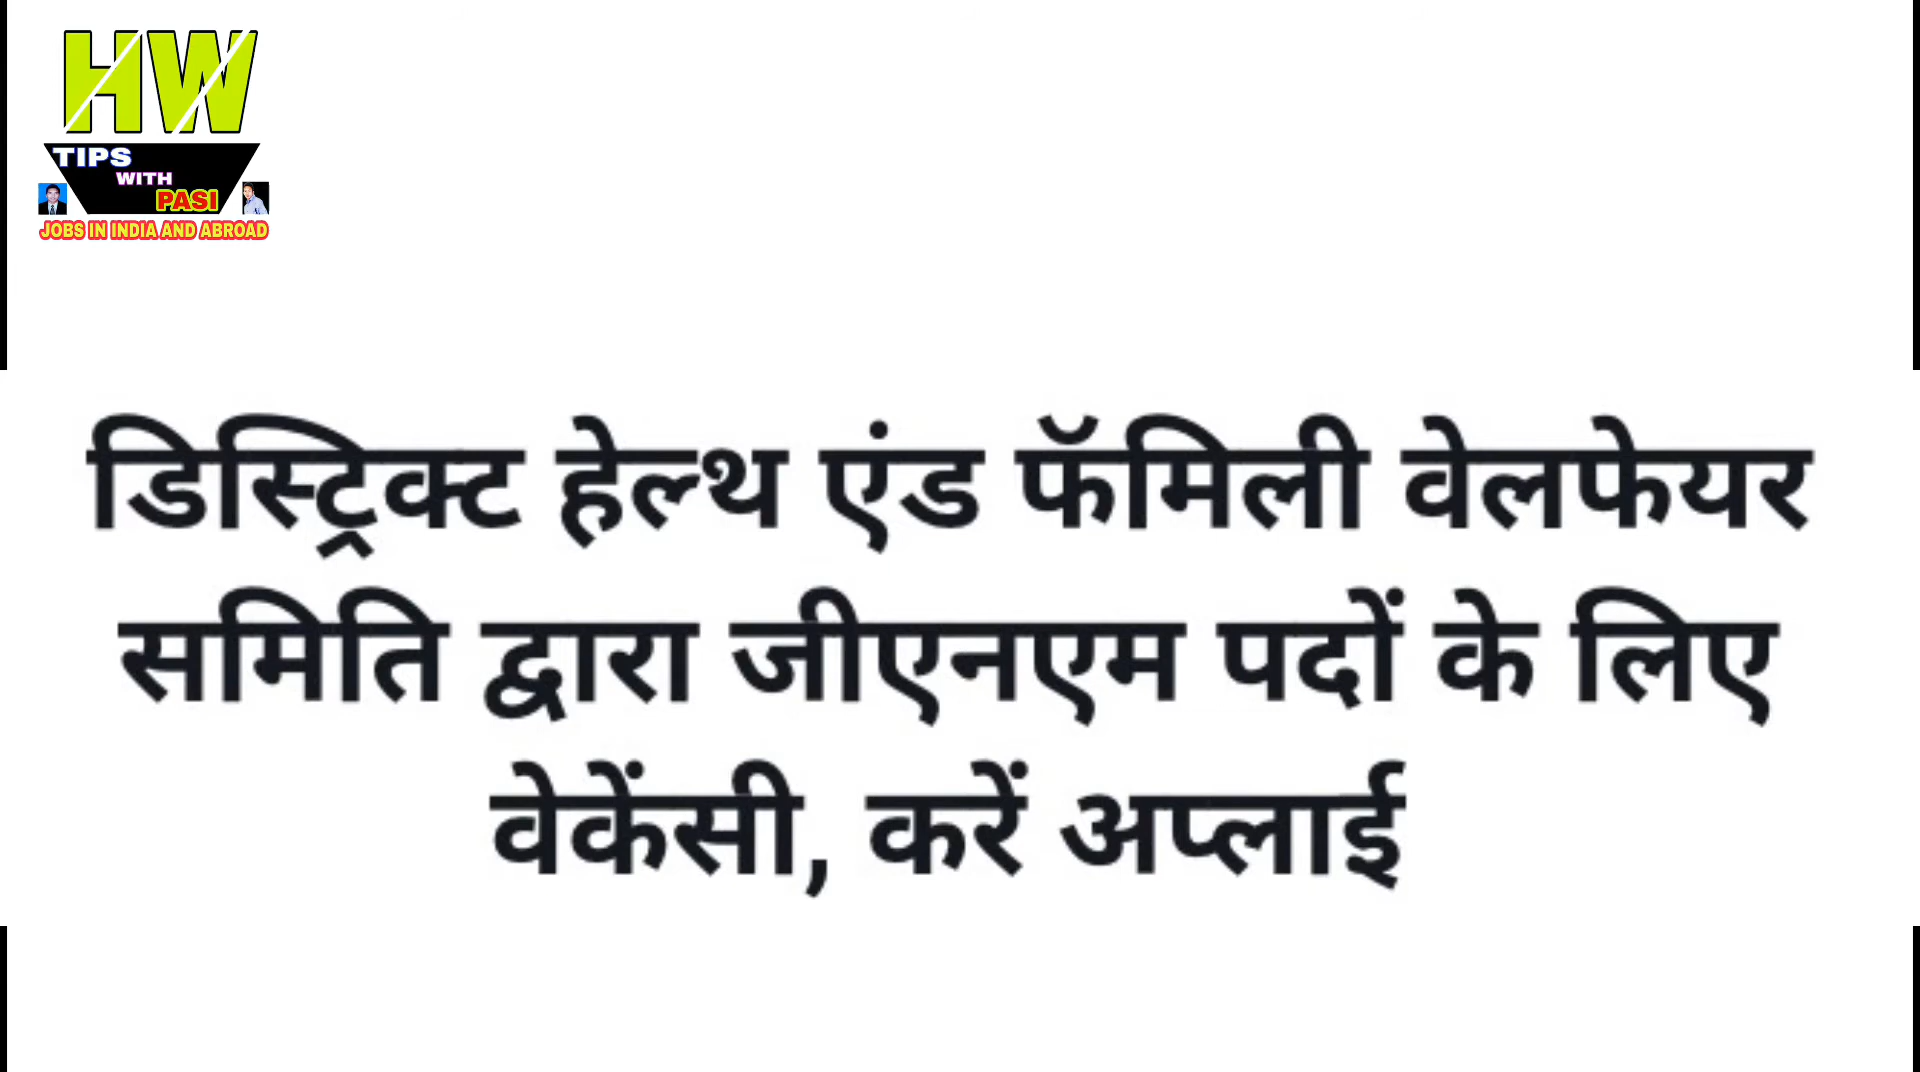 HW
TIPS
WITH
PASI
JOBS IN INDIA AND ABROAD
डिस्ट्रिक्ट हेल्थ एंड फॅमिली वेलफेयर
समिति द्वारा जीएनएम पदों के लिए
वेकेंसी, करें अप्लाई